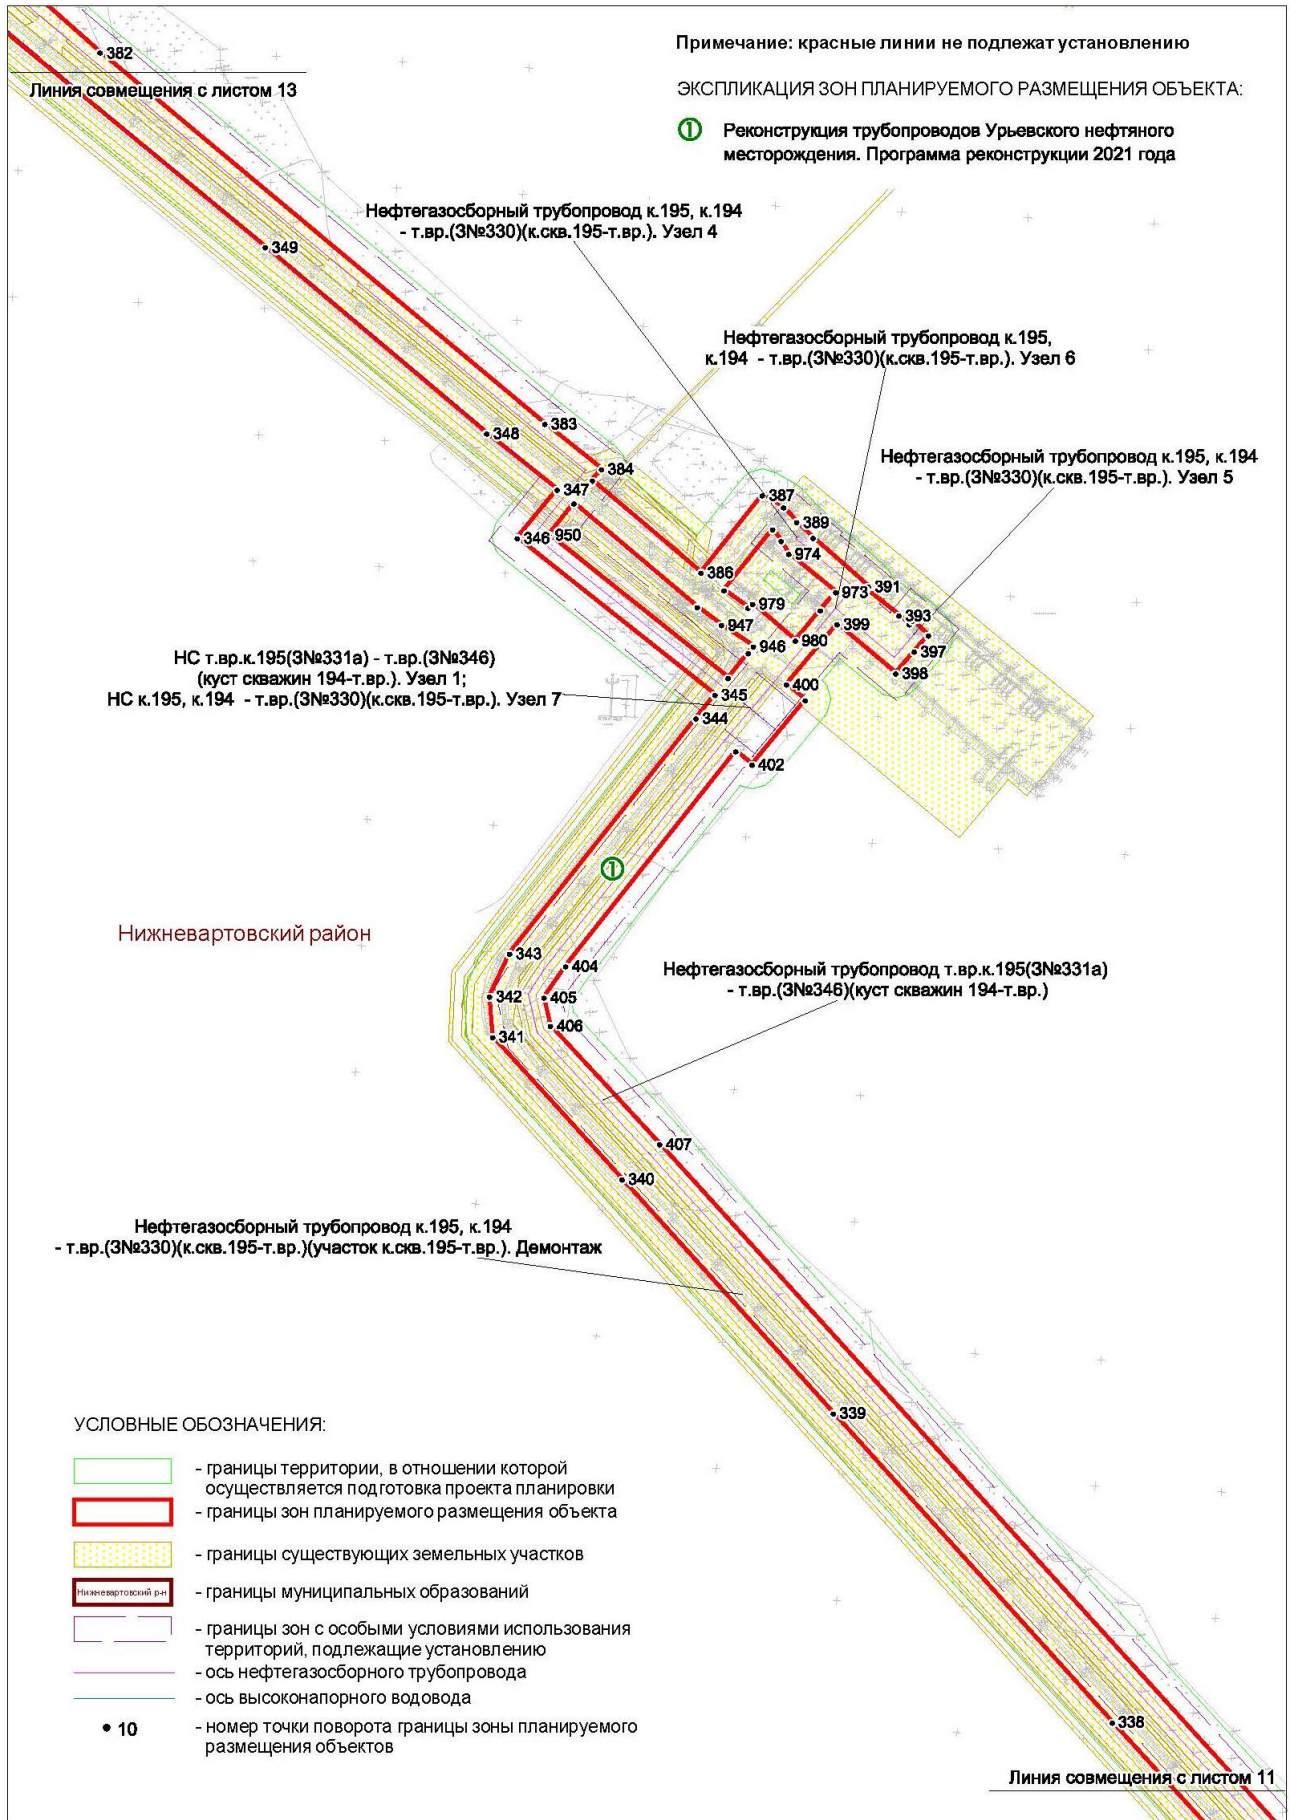 382
Линия совмещения с листом 13
Примечание: красные линии не подлежат установлению
ЭКСПЛИКАЦИЯ ЗОН ПЛАНИРУЕМОГО РАЗМЕЩЕНИЯ ОБЪЕКТА:
1 Реконструкция трубопроводов Урьевского нефтяного
месторождения. Программа реконструкции 2021 года
Нефтегазосборный трубопровод к.195, к.194
- т.вр.(ЗNº330)(к.скв.195-т.вр.). Узел 4
349
Нефтегазосборный трубопровод к.195,
к.194 - т.вр.(ЗNº330)(к.скв.195-т.вр.). Узел 6
383
348
Нефтегазосборный трубопровод к.195, к.194
- т.вр.(ЗNº330)(к.скв.195-т.вр.). Узел 5
384
347
387
389
346
950
974
386
973
391
979
393
399
947
980
946
397
398
НС т.вр.к.195(ЗNº331а) - т.вр.(ЗNº346)
(куст скважин 194-т.вр.). Узел 1;
НС к.195, к.194 - т.вр.(ЗNº330)(к.скв.195-т.вр.). Узел 7
400
345
344
402
1
Нижневартовский район
343
404
342
405
406
341
Нефтегазосборный трубопровод т.вр.к.195(ЗNº331а)
- т.вр.(ЗNº346)(куст скважин 194-т.вр.)
407
340
Нефтегазосборный трубопровод к.195, к.194
- т.вр.(ЗNº330)(к.скв.195-т.вр.)(участок к.скв.195-т.вр.). Демонтаж
339
УСЛОВНЫЕ ОБОЗНАЧЕНИЯ:
- границы территории, в отношении которой
осуществляется подготовка проекта планировки
- границы зон планируемого размещения объекта
- границы существующих земельных участков
Нижневартовский р-н - границы муниципальных образований
- границы зон с особыми условиями использования
территорий, подлежащие установлению
- ось нефтегазосборного трубопровода
- ось высоконапорного водовода
• 10 - номер точки поворота границы зоны планируемого
размещения объектов
338
Линия совмещения с листом 11